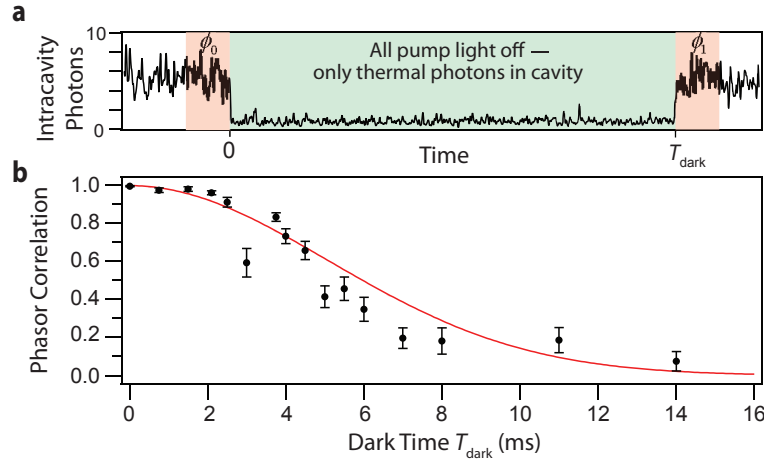 a
10
0
Intracavity
Photons
ϕ₀
All pump light off —
only thermal photons in cavity
ϕ₁
0
Time
T_dark
b
1.0
0.8
0.6
0.4
0.2
0.0
Phasor Correlation
0
2
4
6
8
10
12
14
16
Dark Time T_dark (ms)